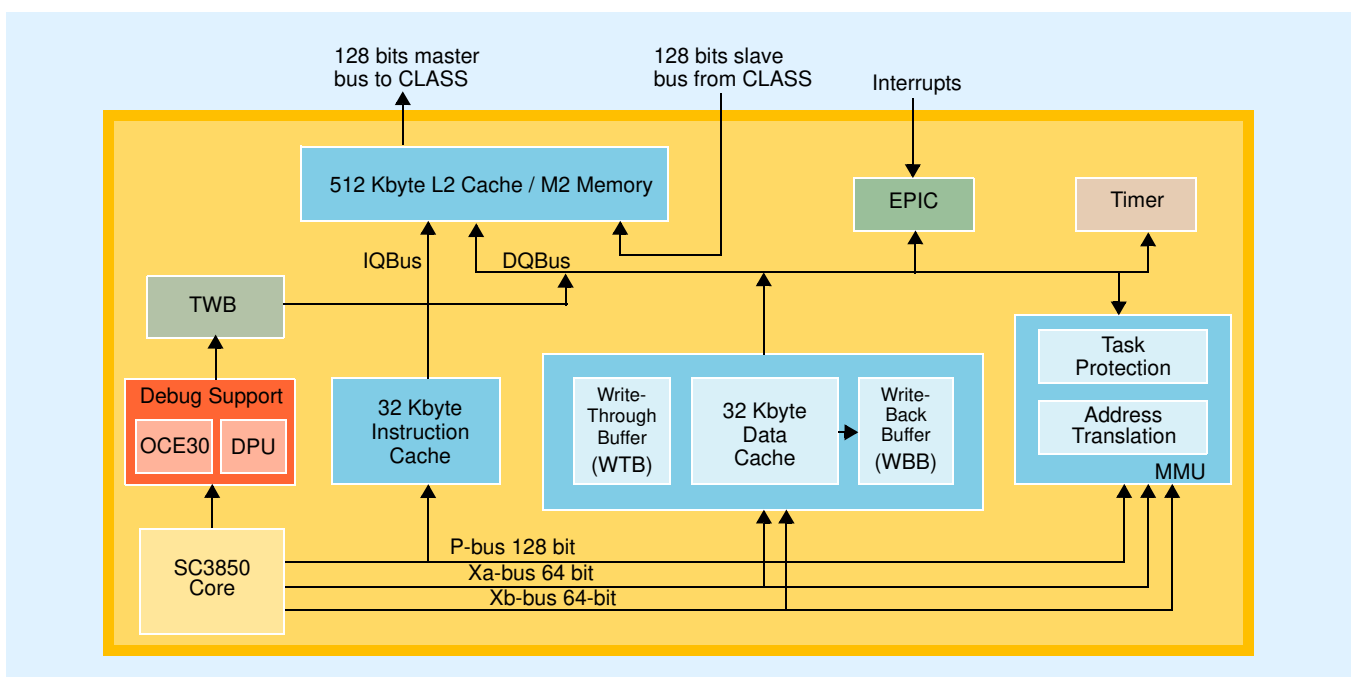 128 bits master
bus to CLASS
128 bits slave
bus from CLASS
Interrupts
512 Kbyte L2 Cache / M2 Memory
EPIC
Timer
IQBus
DQBus
TWB
Task
Protection
Address
Translation
MMU
Debug Support
OCE30
DPU
32 Kbyte
Instruction
Cache
Write-
Through
Buffer
(WTB)
32 Kbyte
Data
Cache
Write-
Back
Buffer
(WBB)
SC3850
Core
P-bus 128 bit
Xa-bus 64 bit
Xb-bus 64-bit